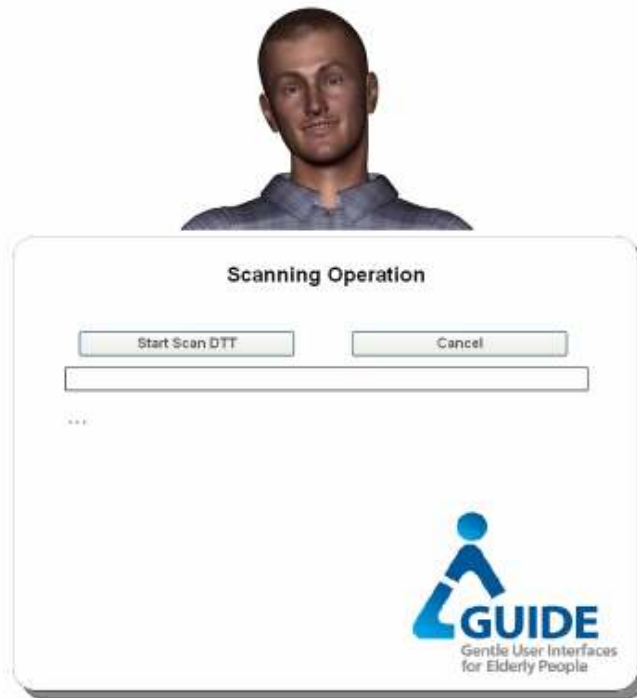 Scanning Operation
Start Scan DTT
Cancel
...
GUIDE
Gentle User Interfaces
for Elderly People